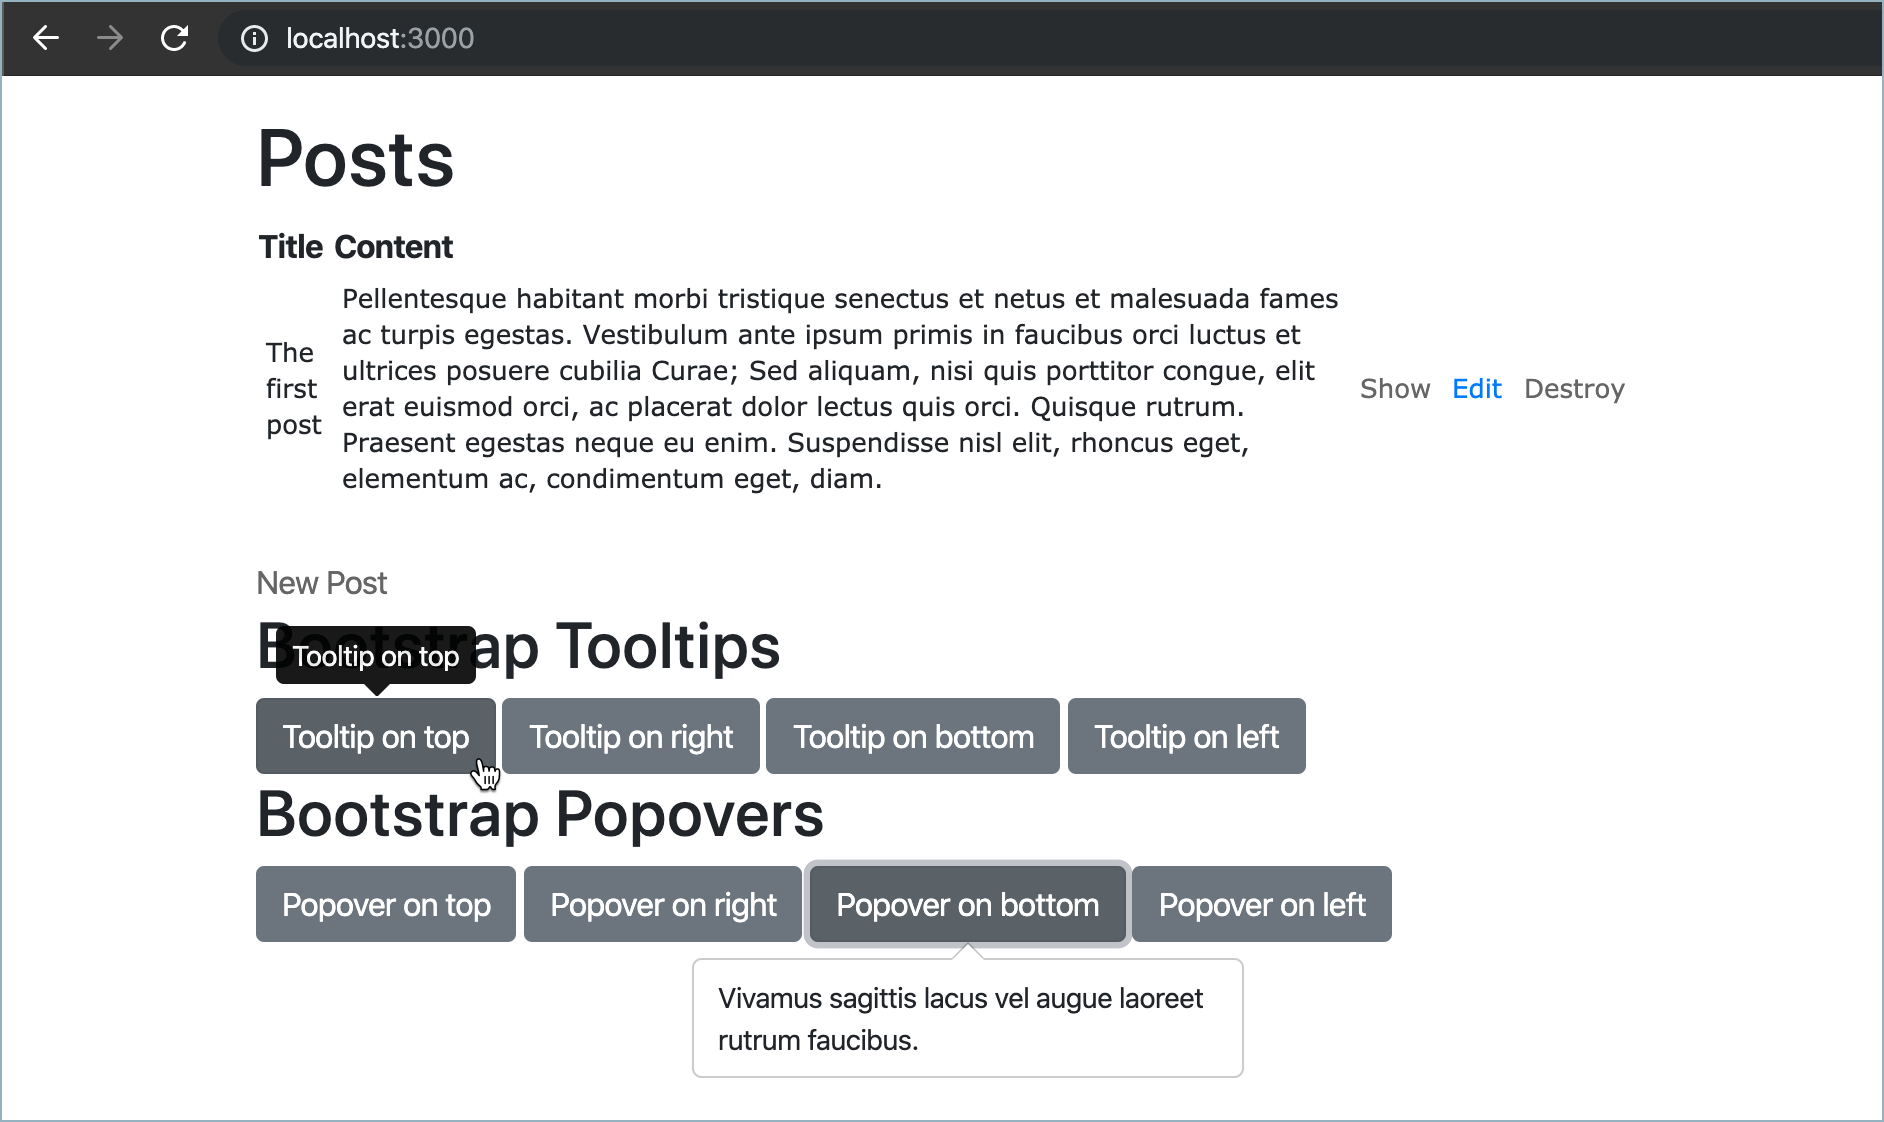 localhost:3000
Posts
Title Content
The first post
Pellentesque habitant morbi tristique senectus et netus et malesuada fames
ac turpis egestas. Vestibulum ante ipsum primis in faucibus orci luctus et
ultrices posuere cubilia Curae; Sed aliquam, nisi quis porttitor congue, elit
erat euismod orci, ac placerat dolor lectus quis orci. Quisque rutrum.
Praesent egestas neque eu enim. Suspendisse nisl elit, rhoncus eget,
elementum ac, condimentum eget, diam.
Show Edit Destroy
New Post
Bootstrap Tooltips
Tooltip on top
Tooltip on top Tooltip on right Tooltip on bottom Tooltip on left
Bootstrap Popovers
Popover on top Popover on right Popover on bottom Popover on left
Vivamus sagittis lacus vel augue laoreet
rutrum faucibus.